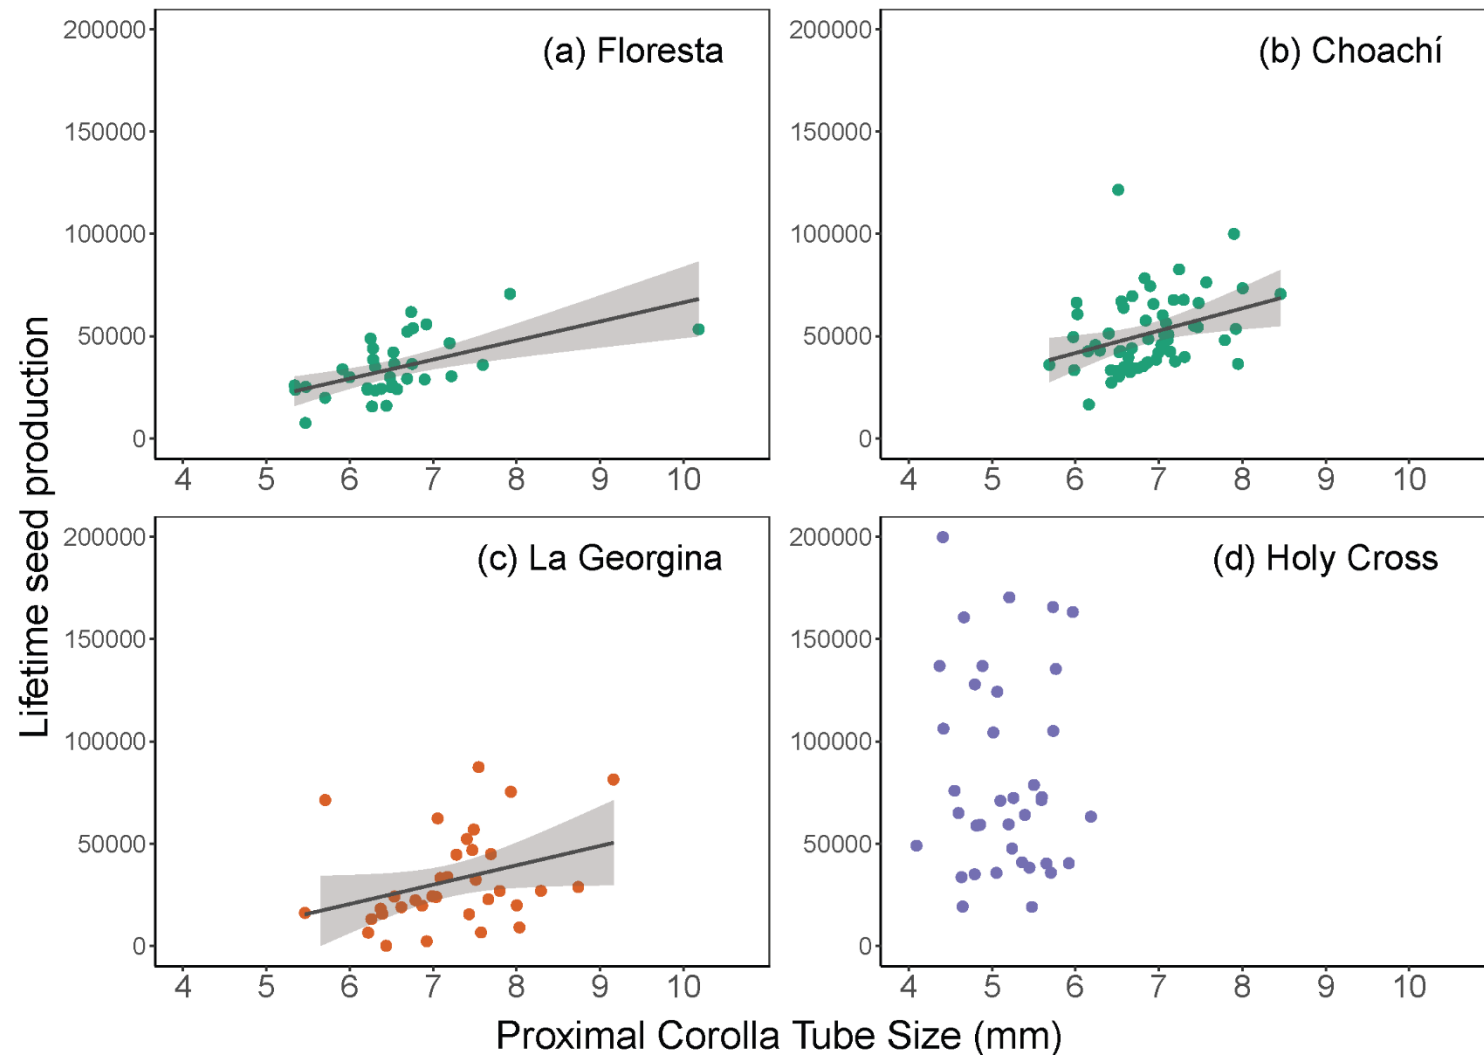 (a) Floresta
200000
150000
100000
50000
0
4 5 6 7 8 9 10
(b) Choachí
200000
150000
100000
50000
0
4 5 6 7 8 9 10
(c) La Georgina
200000
150000
100000
50000
0
4 5 6 7 8 9 10
(d) Holy Cross
200000
150000
100000
50000
0
4 5 6 7 8 9 10
Lifetime seed production
Proximal Corolla Tube Size (mm)